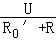 U
R₀′ + R